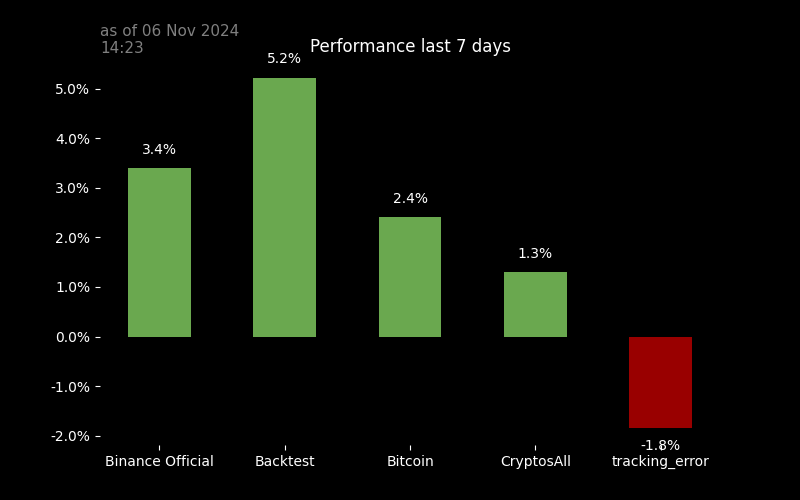 as of 06 Nov 2024
14:23
Performance last 7 days
5.2%
3.4%
2.4%
1.3%
-1.8%
5.0%
4.0%
3.0%
2.0%
1.0%
0.0%
-1.0%
-2.0%
Binance Official
Backtest
Bitcoin
CryptosAll
tracking_error